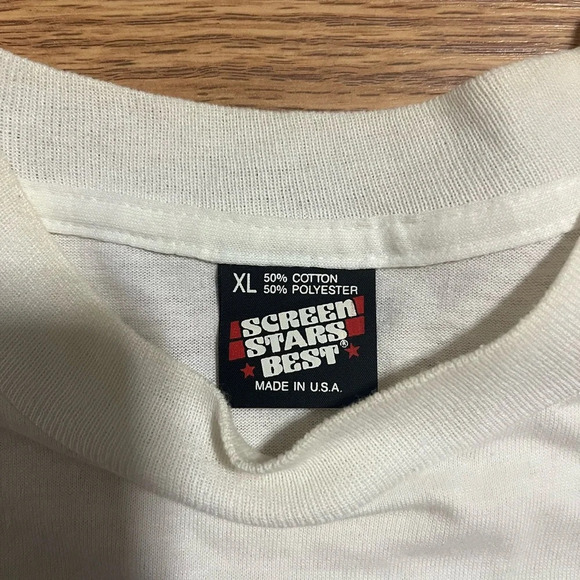 XL 50% COTTON
50% POLYESTER
SCREEN
STARS
BEST®
MADE IN U.S.A.